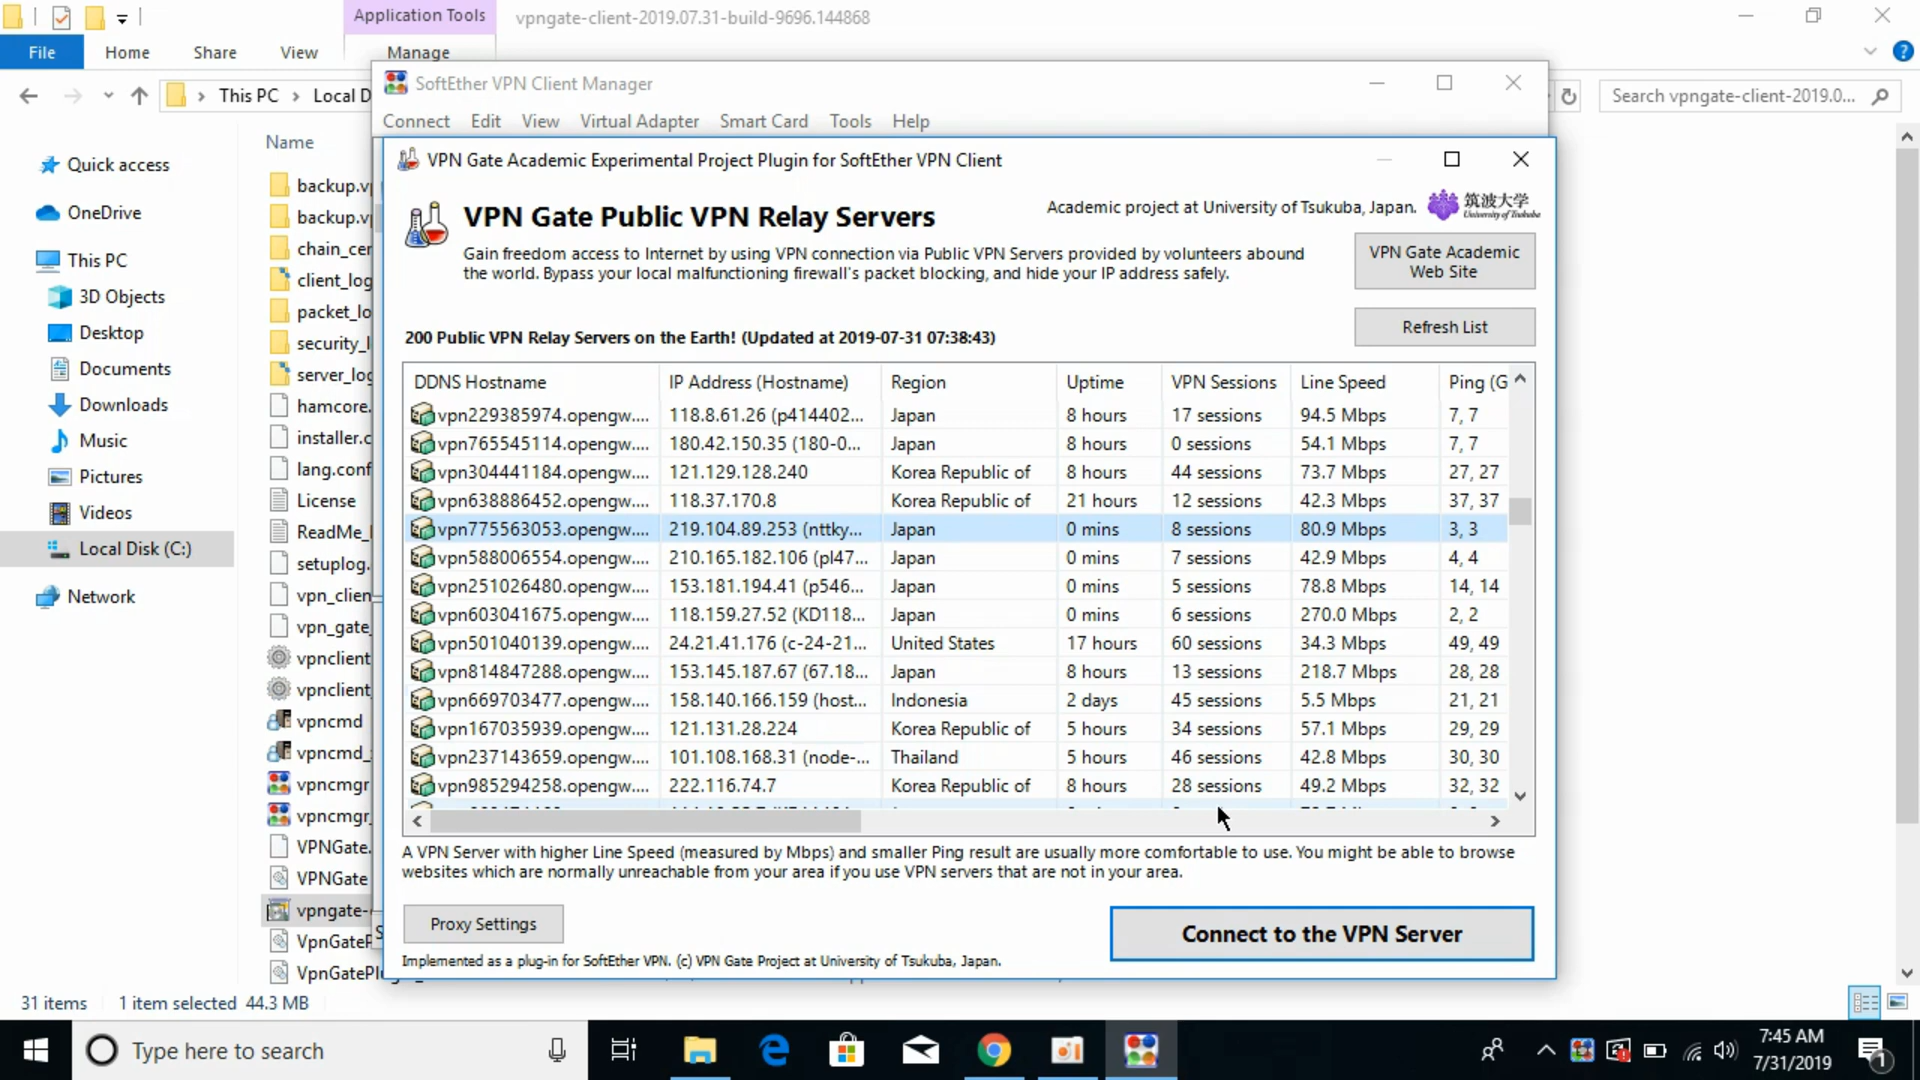 Application Tools
vpngate-client-2019.07.31-build-9696.144868
File
Home
Share
View
Manage
This PC
Local D
Search vpngate-client-2019.0...
SoftEther VPN Client Manager
Connect
Edit
View
Virtual Adapter
Smart Card
Tools
Help
Quick access
OneDrive
This PC
3D Objects
Desktop
Documents
Downloads
Music
Pictures
Videos
Local Disk (C:)
Network
Name
backup.v
backup.v
chain_cer
client_log
packet_lo
security_l
server_log
hamcore.
installer.c
lang.conf
License
ReadMe_
setuplog.
vpn_clien
vpn_gate_
vpnclient
vpnclient
vpncmd
vpncmd_
vpncmgr
vpncmgr_
VPNGate.
VPNGate
vpngate-
VpnGateP
VpnGatePl
VPN Gate Academic Experimental Project Plugin for SoftEther VPN Client
VPN Gate Public VPN Relay Servers
Academic project at University of Tsukuba, Japan.
筑波大学
University of Tsukuba
Gain freedom access to Internet by using VPN connection via Public VPN Servers provided by volunteers abound
the world. Bypass your local malfunctioning firewall's packet blocking, and hide your IP address safely.
VPN Gate Academic
Web Site
200 Public VPN Relay Servers on the Earth! (Updated at 2019-07-31 07:38:43)
Refresh List
DDNS Hostname IP Address (Hostname) Region Uptime VPN Sessions Line Speed Ping (G
vpn229385974.opengw.... 118.8.61.26 (p414402... Japan 8 hours 17 sessions 94.5 Mbps 7, 7
vpn765545114.opengw.... 180.42.150.35 (180-0... Japan 8 hours 0 sessions 54.1 Mbps 7, 7
vpn304441184.opengw.... 121.129.128.240 Korea Republic of 8 hours 44 sessions 73.7 Mbps 27, 27
vpn638886452.opengw.... 118.37.170.8 Korea Republic of 21 hours 12 sessions 42.3 Mbps 37, 37
vpn775563053.opengw.... 219.104.89.253 (nttky... Japan 0 mins 8 sessions 80.9 Mbps 3, 3
vpn588006554.opengw.... 210.165.182.106 (pl47... Japan 0 mins 7 sessions 42.9 Mbps 4, 4
vpn251026480.opengw.... 153.181.194.41 (p546... Japan 0 mins 5 sessions 78.8 Mbps 14, 14
vpn603041675.opengw.... 118.159.27.52 (KD118... Japan 0 mins 6 sessions 270.0 Mbps 2, 2
vpn501040139.opengw.... 24.21.41.176 (c-24-21... United States 17 hours 60 sessions 34.3 Mbps 49, 49
vpn814847288.opengw.... 153.145.187.67 (67.18... Japan 8 hours 13 sessions 218.7 Mbps 28, 28
vpn669703477.opengw.... 158.140.166.159 (host... Indonesia 2 days 45 sessions 5.5 Mbps 21, 21
vpn167035939.opengw.... 121.131.28.224 Korea Republic of 5 hours 34 sessions 57.1 Mbps 29, 29
vpn237143659.opengw.... 101.108.168.31 (node-... Thailand 5 hours 46 sessions 42.8 Mbps 30, 30
vpn985294258.opengw.... 222.116.74.7 Korea Republic of 8 hours 28 sessions 49.2 Mbps 32, 32
A VPN Server with higher Line Speed (measured by Mbps) and smaller Ping result are usually more comfortable to use. You might be able to browse
websites which are normally unreachable from your area if you use VPN servers that are not in your area.
Proxy Settings
Connect to the VPN Server
Implemented as a plug-in for SoftEther VPN. (c) VPN Gate Project at University of Tsukuba, Japan.
31 items
1 item selected 44.3 MB
Type here to search
7:45 AM
7/31/2019
1